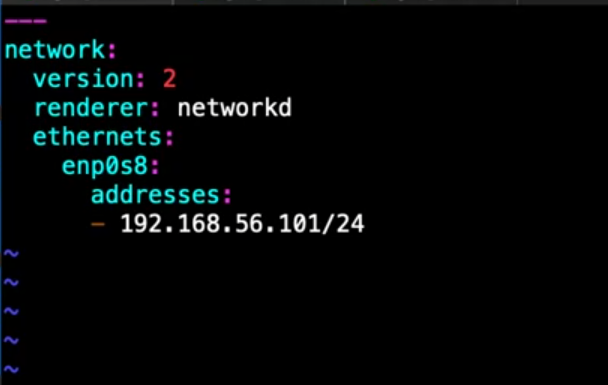 ---
network:
  version: 2
  renderer: networkd
  ethernets:
    enp0s8:
      addresses:
      - 192.168.56.101/24
~
~
~
~
~